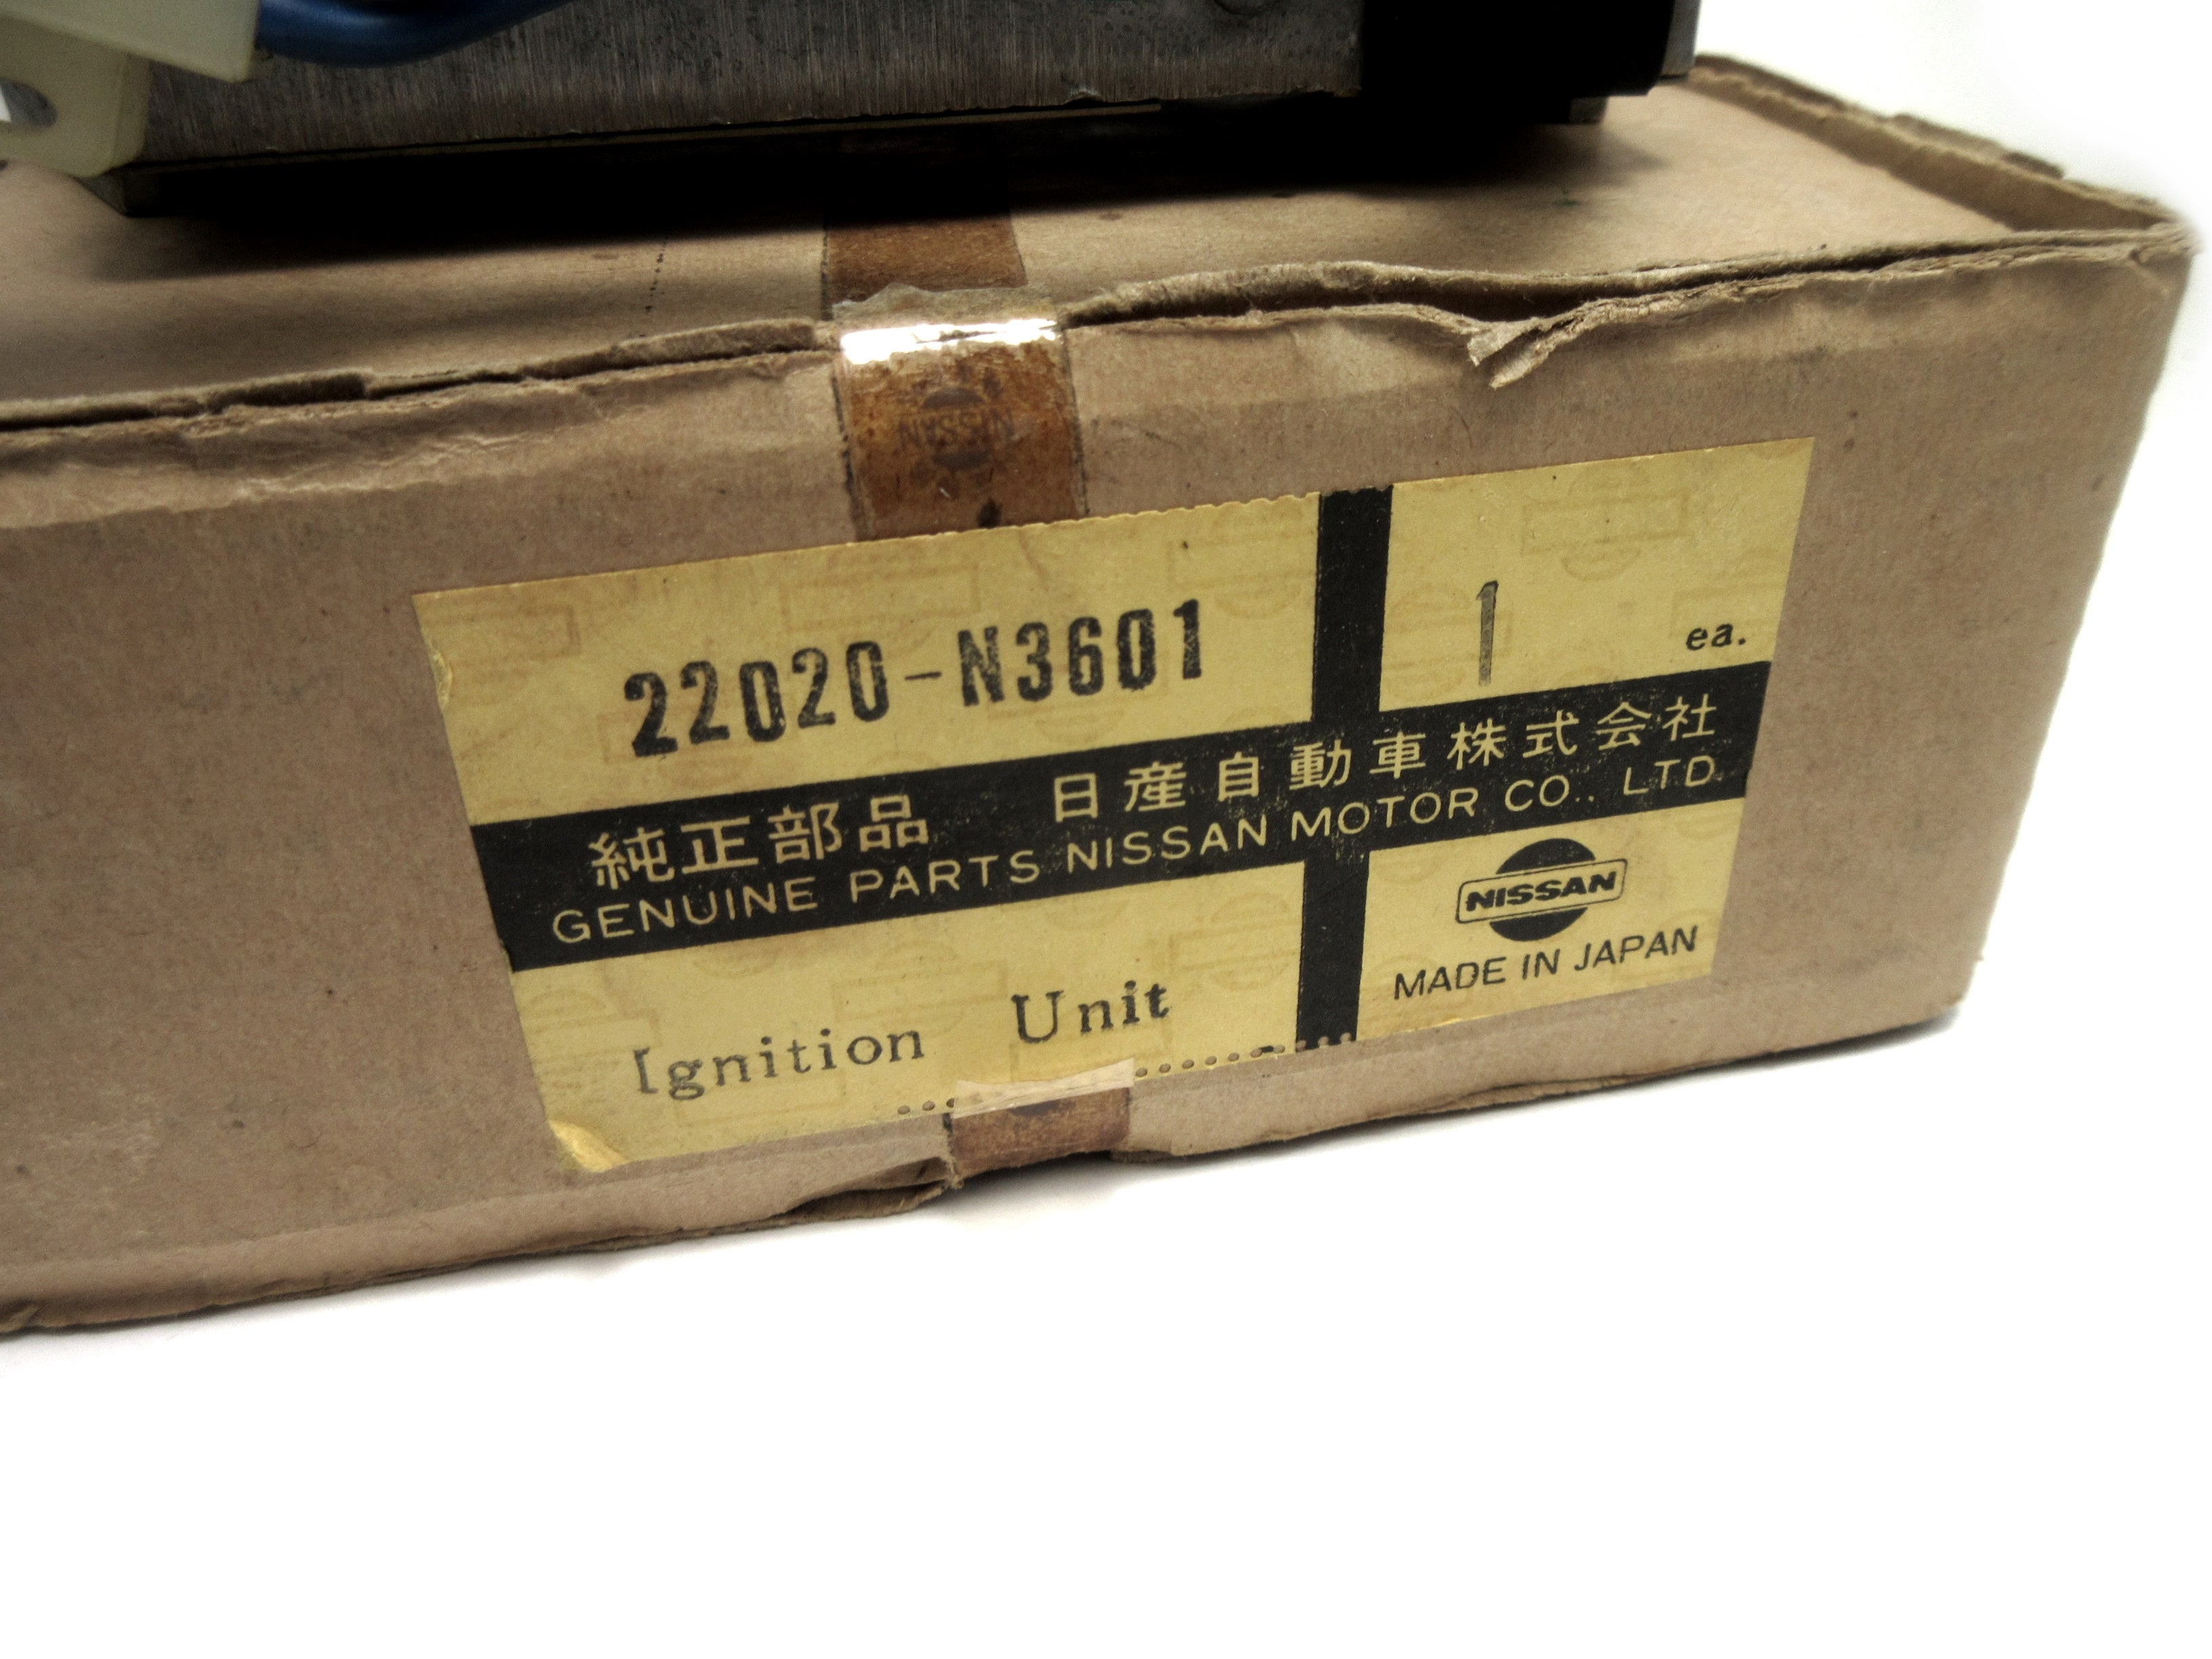 NISSAN
22020-N3601
1 ea.
純正部品 日産自動車株式会社
GENUINE PARTS NISSAN MOTOR CO., LTD.
NISSAN
Ignition Unit
MADE IN JAPAN